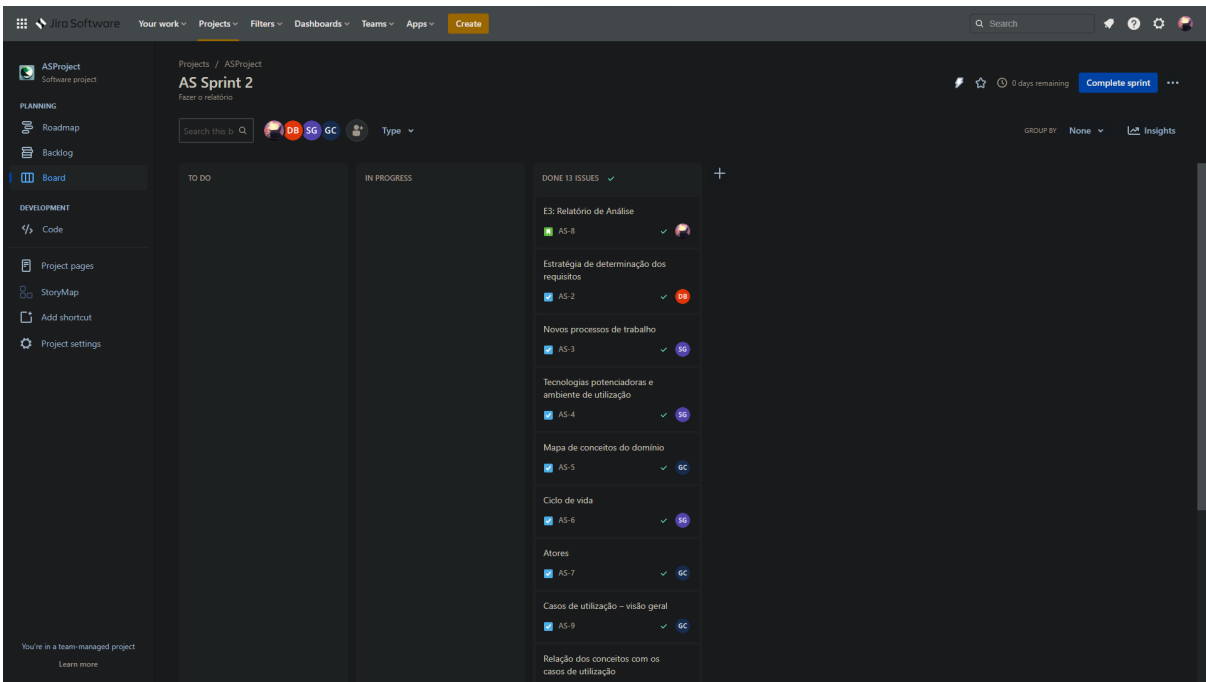 Jira Software Your work Projects Filters Dashboards Teams Apps Create Search
ASProject
Software project
PLANNING
Roadmap
Backlog
Board
DEVELOPMENT
Code
Project pages
StoryMap
Add shortcut
Project settings
You're in a team-managed project
Learn more
Projects / ASProject
AS Sprint 2
Fazer o relatório
0 days remaining Complete sprint
Search this b DB SG GC Type
GROUP BY None Insights
TO DO
IN PROGRESS
DONE 13 ISSUES
E3: Relatório de Análise
AS-8
Estratégia de determinação dos
requisitos
AS-2 DB
Novos processos de trabalho
AS-3 SG
Tecnologias potenciadoras e
ambiente de utilização
AS-4 SG
Mapa de conceitos do domínio
AS-5 GC
Ciclo de vida
AS-6 SG
Atores
AS-7 GC
Casos de utilização – visão geral
AS-9 GC
Relação dos conceitos com os
casos de utilização